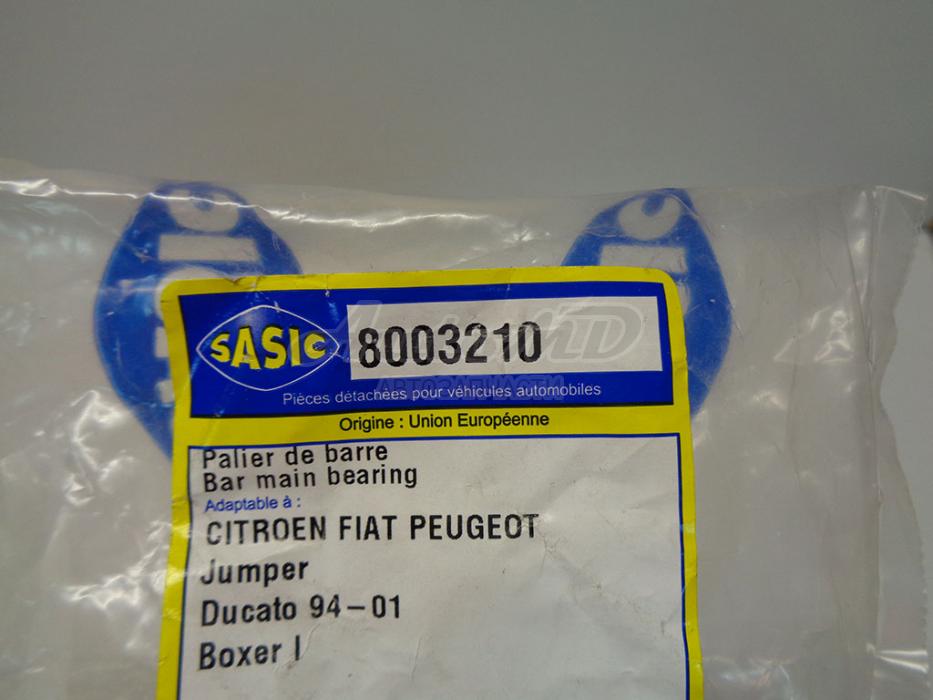 SASIC 8003210
АВТОЗАПЧАСТИ
Pièces détachées pour véhicules automobiles
Origine : Union Européenne
Palier de barre
Bar main bearing
Adaptable à :
CITROEN FIAT PEUGEOT
Jumper
Ducato 94-01
Boxer I